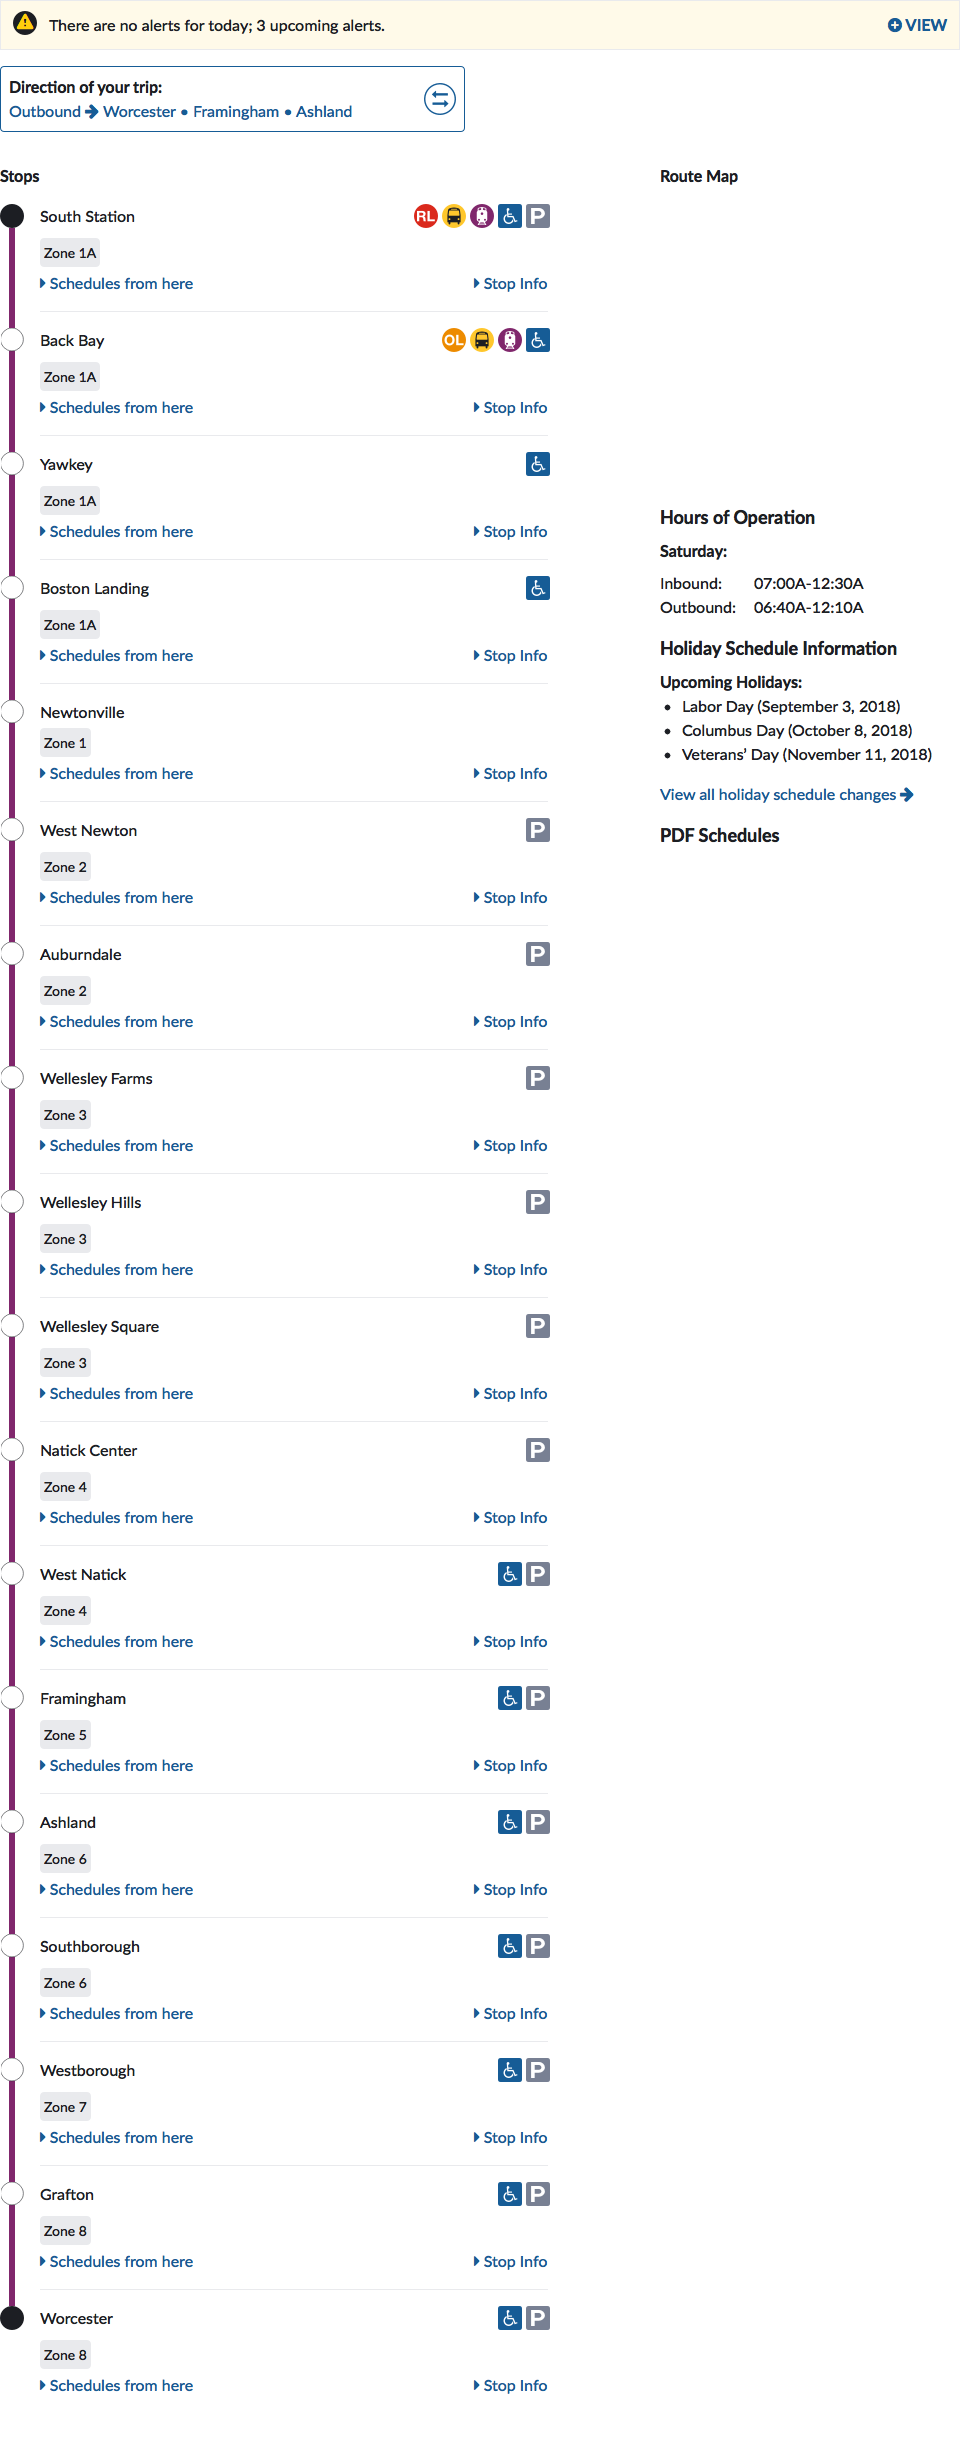 There are no alerts for today; 3 upcoming alerts.
VIEW
Direction of your trip:
Outbound → Worcester • Framingham • Ashland
Stops
South Station
RL
P
Zone 1A
Schedules from here
Stop Info
Back Bay
OL
Zone 1A
Schedules from here
Stop Info
Yawkey
Zone 1A
Schedules from here
Stop Info
Boston Landing
Zone 1A
Schedules from here
Stop Info
Newtonville
Zone 1
Schedules from here
Stop Info
West Newton
P
Zone 2
Schedules from here
Stop Info
Auburndale
P
Zone 2
Schedules from here
Stop Info
Wellesley Farms
P
Zone 3
Schedules from here
Stop Info
Wellesley Hills
P
Zone 3
Schedules from here
Stop Info
Wellesley Square
P
Zone 3
Schedules from here
Stop Info
Natick Center
P
Zone 4
Schedules from here
Stop Info
West Natick
P
Zone 4
Schedules from here
Stop Info
Framingham
P
Zone 5
Schedules from here
Stop Info
Ashland
P
Zone 6
Schedules from here
Stop Info
Southborough
P
Zone 6
Schedules from here
Stop Info
Westborough
P
Zone 7
Schedules from here
Stop Info
Grafton
P
Zone 8
Schedules from here
Stop Info
Worcester
P
Zone 8
Schedules from here
Stop Info
Route Map
Hours of Operation
Saturday:
Inbound: 07:00A-12:30A
Outbound: 06:40A-12:10A
Holiday Schedule Information
Upcoming Holidays:
• Labor Day (September 3, 2018)
• Columbus Day (October 8, 2018)
• Veterans’ Day (November 11, 2018)
View all holiday schedule changes →
PDF Schedules